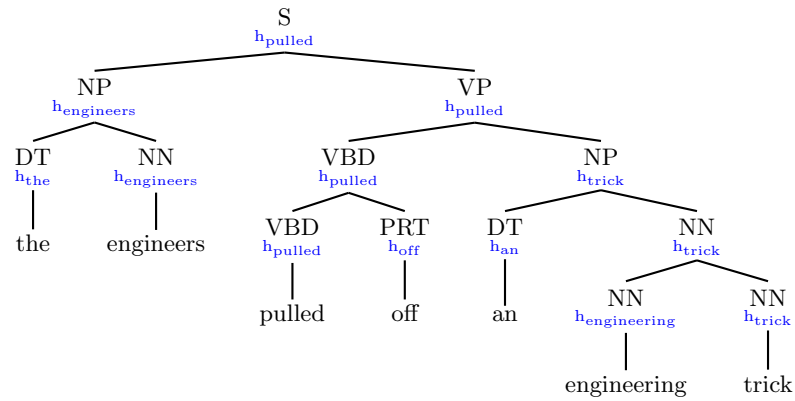 S
h_pulled
NP VP
h_engineers h_pulled
DT NN VBD NP
h_the h_engineers h_pulled h_trick
VBD PRT DT NN
h_pulled h_off h_an h_trick
the engineers
NN NN
h_engineering h_trick
pulled off an
engineering trick